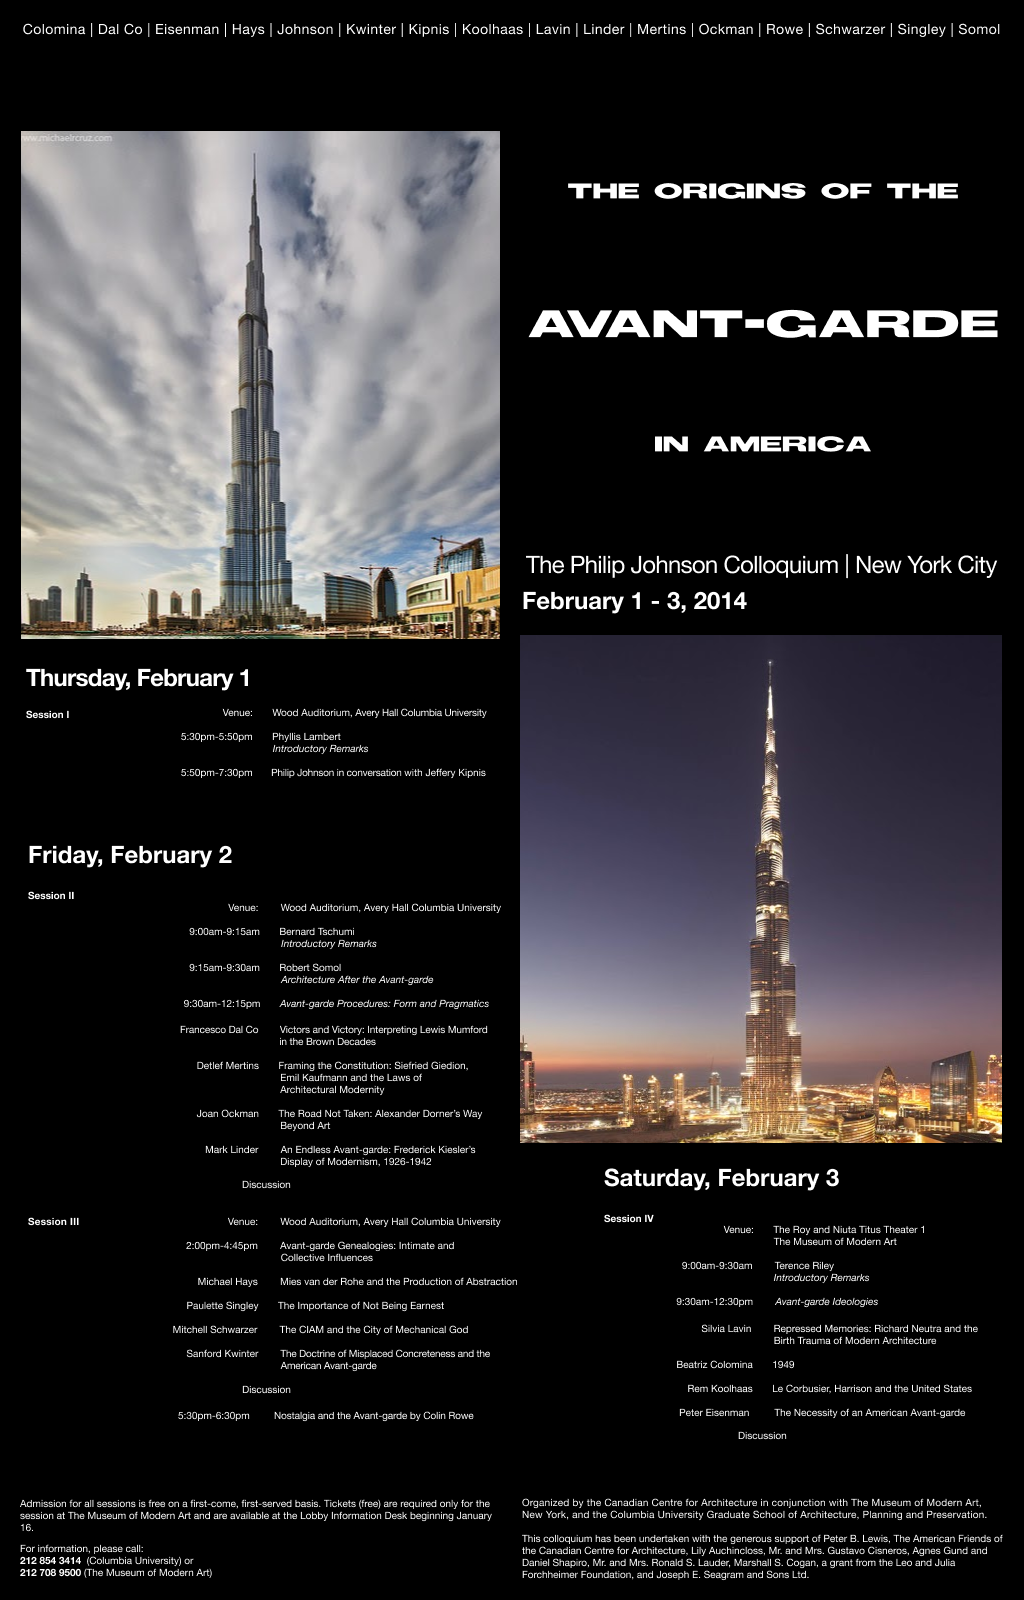 Colomina | Dal Co | Eisenman | Hays | Johnson | Kwinter | Kipnis | Koolhaas | Lavin | Linder | Mertins | Ockman | Rowe | Schwarzer | Singley | Somol
www.michaelrcruz.com
THE ORIGINS OF THE
AVANT-GARDE
IN AMERICA
The Philip Johnson Colloquium | New York City
February 1 - 3, 2014
Thursday, February 1
Session I
Venue: Wood Auditorium, Avery Hall Columbia University
5:30pm-5:50pm Phyllis Lambert
Introductory Remarks
5:50pm-7:30pm Philip Johnson in conversation with Jeffery Kipnis
Friday, February 2
Session II
Venue: Wood Auditorium, Avery Hall Columbia University
9:00am-9:15am Bernard Tschumi
Introductory Remarks
9:15am-9:30am Robert Somol
Architecture After the Avant-garde
9:30am-12:15pm Avant-garde Procedures: Form and Pragmatics
Francesco Dal Co Victors and Victory: Interpreting Lewis Mumford
in the Brown Decades
Detlef Mertins Framing the Constitution: Siefried Giedion,
Emil Kaufmann and the Laws of
Architectural Modernity
Joan Ockman The Road Not Taken: Alexander Dorner's Way
Beyond Art
Mark Linder An Endless Avant-garde: Frederick Kiesler's
Display of Modernism, 1926-1942
Discussion
Session III Venue: Wood Auditorium, Avery Hall Columbia University
2:00pm-4:45pm Avant-garde Genealogies: Intimate and
Collective Influences
Michael Hays Mies van der Rohe and the Production of Abstraction
Paulette Singley The Importance of Not Being Earnest
Mitchell Schwarzer The CIAM and the City of Mechanical God
Sanford Kwinter The Doctrine of Misplaced Concreteness and the
American Avant-garde
Discussion
5:30pm-6:30pm Nostalgia and the Avant-garde by Colin Rowe
Saturday, February 3
Session IV
Venue: The Roy and Niuta Titus Theater 1
The Museum of Modern Art
9:00am-9:30am Terence Riley
Introductory Remarks
9:30am-12:30pm Avant-garde Ideologies
Silvia Lavin Repressed Memories: Richard Neutra and the
Birth Trauma of Modern Architecture
Beatriz Colomina 1949
Rem Koolhaas Le Corbusier, Harrison and the United States
Peter Eisenman The Necessity of an American Avant-garde
Discussion
Admission for all sessions is free on a first-come, first-served basis. Tickets (free) are required only for the
session at The Museum of Modern Art and are available at the Lobby Information Desk beginning January
16.
For information, please call:
212 854 3414 (Columbia University) or
212 708 9500 (The Museum of Modern Art)
Organized by the Canadian Centre for Architecture in conjunction with The Museum of Modern Art,
New York, and the Columbia University Graduate School of Architecture, Planning and Preservation.
This colloquium has been undertaken with the generous support of Peter B. Lewis, The American Friends of
the Canadian Centre for Architecture, Lily Auchincloss, Mr. and Mrs. Gustavo Cisneros, Agnes Gund and
Daniel Shapiro, Mr. and Mrs. Ronald S. Lauder, Marshall S. Cogan, a grant from the Leo and Julia
Forchheimer Foundation, and Joseph E. Seagram and Sons Ltd.